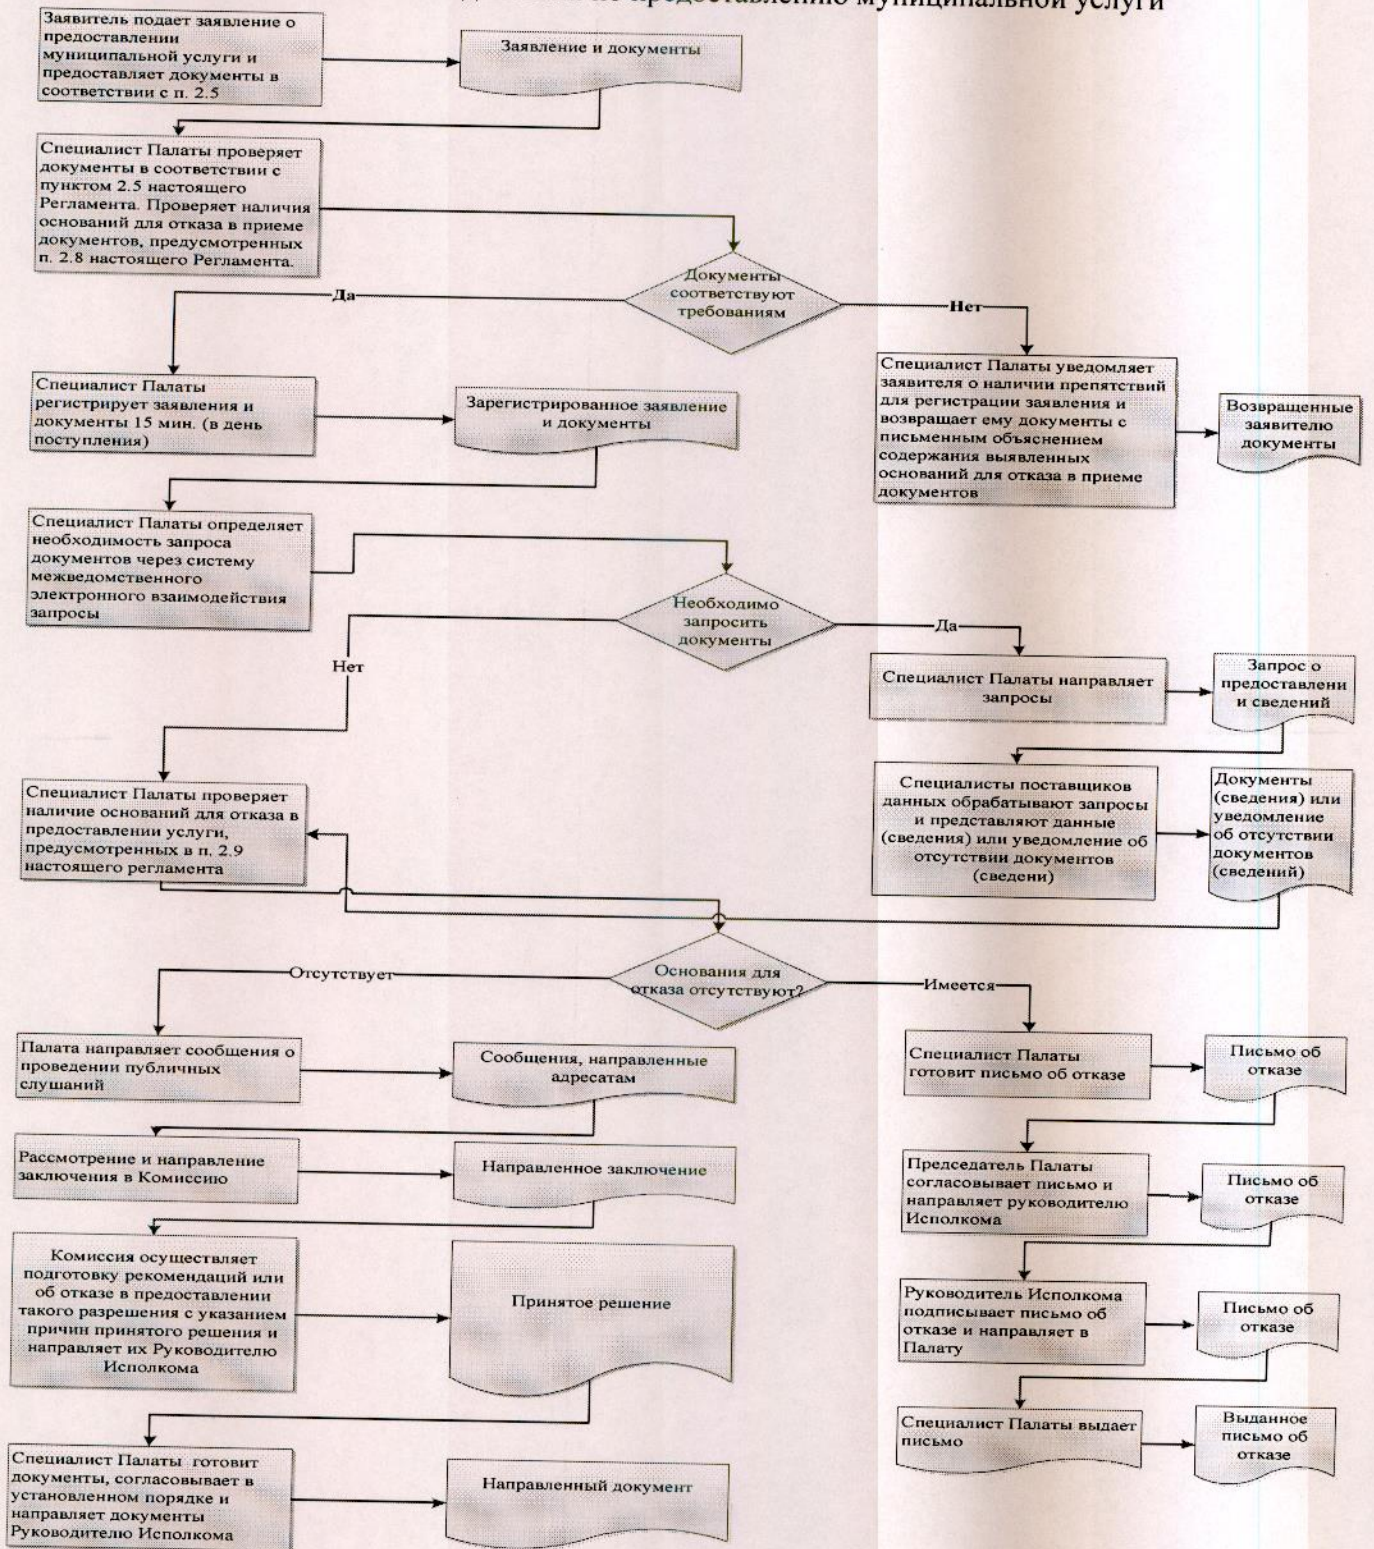 предоставлению муниципальной услуги
Заявитель подает заявление о
предоставлении
муниципальной услуги и
предоставляет документы в
соответствии с п. 2.5
Заявление и документы
Специалист Палаты проверяет
документы в соответствии с
пунктом 2.5 настоящего
Регламента. Проверяет наличия
оснований для отказа в приеме
документов, предусмотренных
п. 2.8 настоящего Регламента.
Документы
соответствуют
требованиям
Да
Нет
Специалист Палаты
регистрирует заявления и
документы 15 мин. (в день
поступления)
Зарегистрированное заявление
и документы
Специалист Палаты уведомляет
заявителя о наличии препятствий
для регистрации заявления и
возвращает ему документы с
письменным объяснением
содержания выявленных
оснований для отказа в приеме
документов
Возвращенные
заявителю
документы
Специалист Палаты определяет
необходимость запроса
документов через систему
межведомственного
электронного взаимодействия
запросы
Необходимо
запросить
документы
Нет
Да
Специалист Палаты направляет
запросы
Запрос о
предоставлени
и сведений
Специалист Палаты проверяет
наличие оснований для отказа в
предоставлении услуги,
предусмотренных в п. 2.9
настоящего регламента
Специалисты поставщиков
данных обрабатывают запросы
и представляют данные
(сведения) или уведомление об
отсутствии документов
(сведени)
Документы
(сведения) или
уведомление
об отсутствии
документов
(сведений)
Основания для
отказа отсутствуют?
Отсутствует
Имеется
Палата направляет сообщения о
проведении публичных
слушаний
Сообщения, направленные
адресатам
Специалист Палаты
готовит письмо об отказе
Письмо об
отказе
Рассмотрение и направление
заключения в Комиссию
Направленное заключение
Председатель Палаты
согласовывает письмо и
направляет руководителю
Исполкома
Письмо об
отказе
Комиссия осуществляет
подготовку рекомендаций или
об отказе в предоставлении
такого разрешения с указанием
причин принятого решения и
направляет их Руководителю
Исполкома
Принятое решение
Руководитель Исполкома
подписывает письмо об
отказе и направляет в
Палату
Письмо об
отказе
Специалист Палаты выдает
письмо
Выданное
письмо об
отказе
Специалист Палаты  готовит
документы, согласовывает в
установленном порядке и
направляет документы
Руководителю Исполкома
Направленный документ